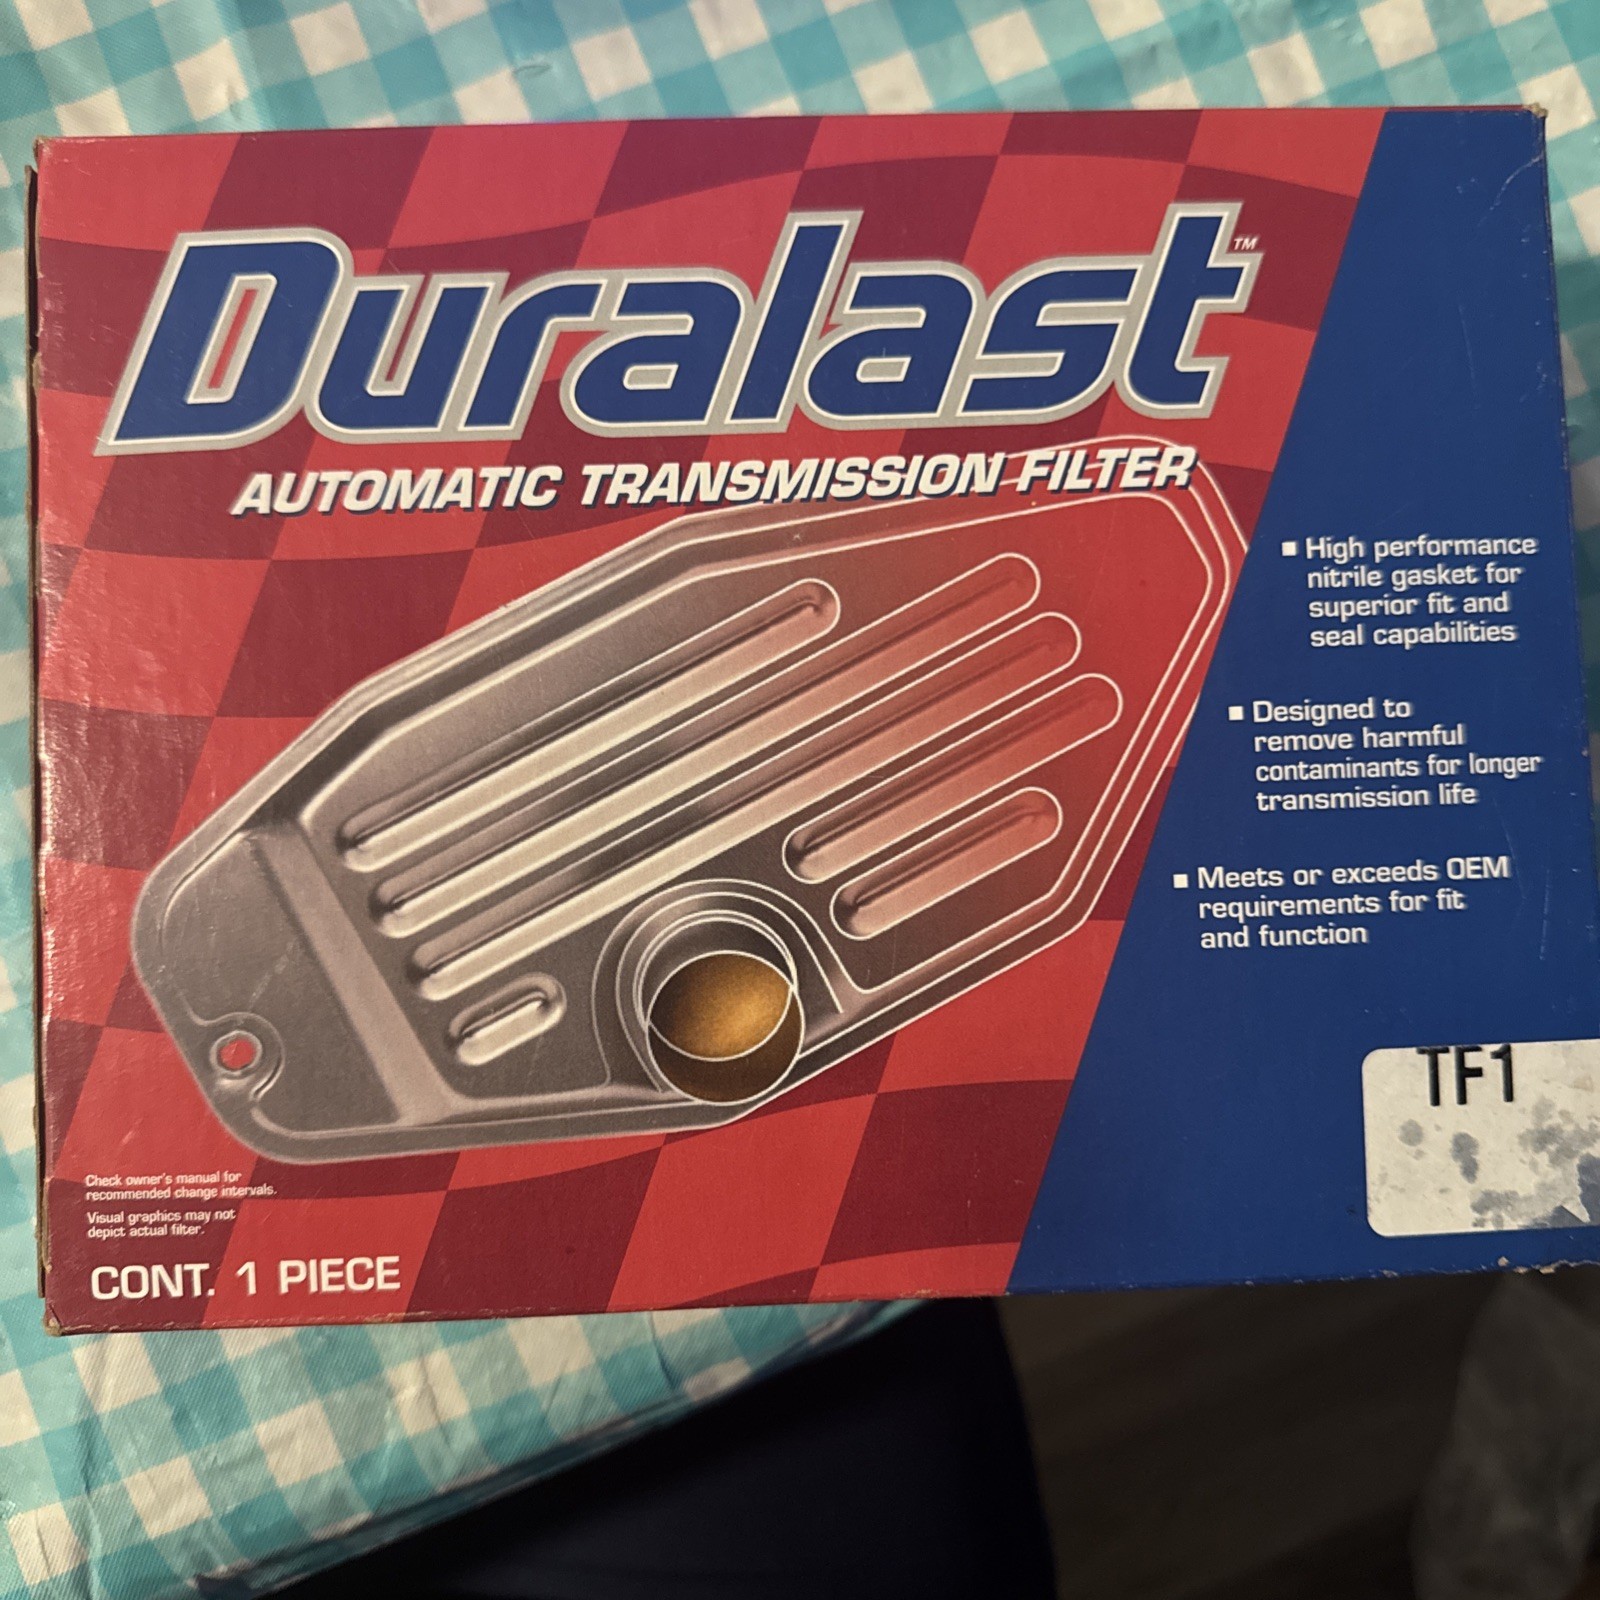 Duralast™
AUTOMATIC TRANSMISSION FILTER
■ High performance
nitrile gasket for
superior fit and
seal capabilities
■ Designed to
remove harmful
contaminants for longer
transmission life
■ Meets or exceeds OEM
requirements for fit
and function
TF1
Check owner's manual for
recommended change intervals.
Visual graphics may not
depict actual filter.
CONT. 1 PIECE